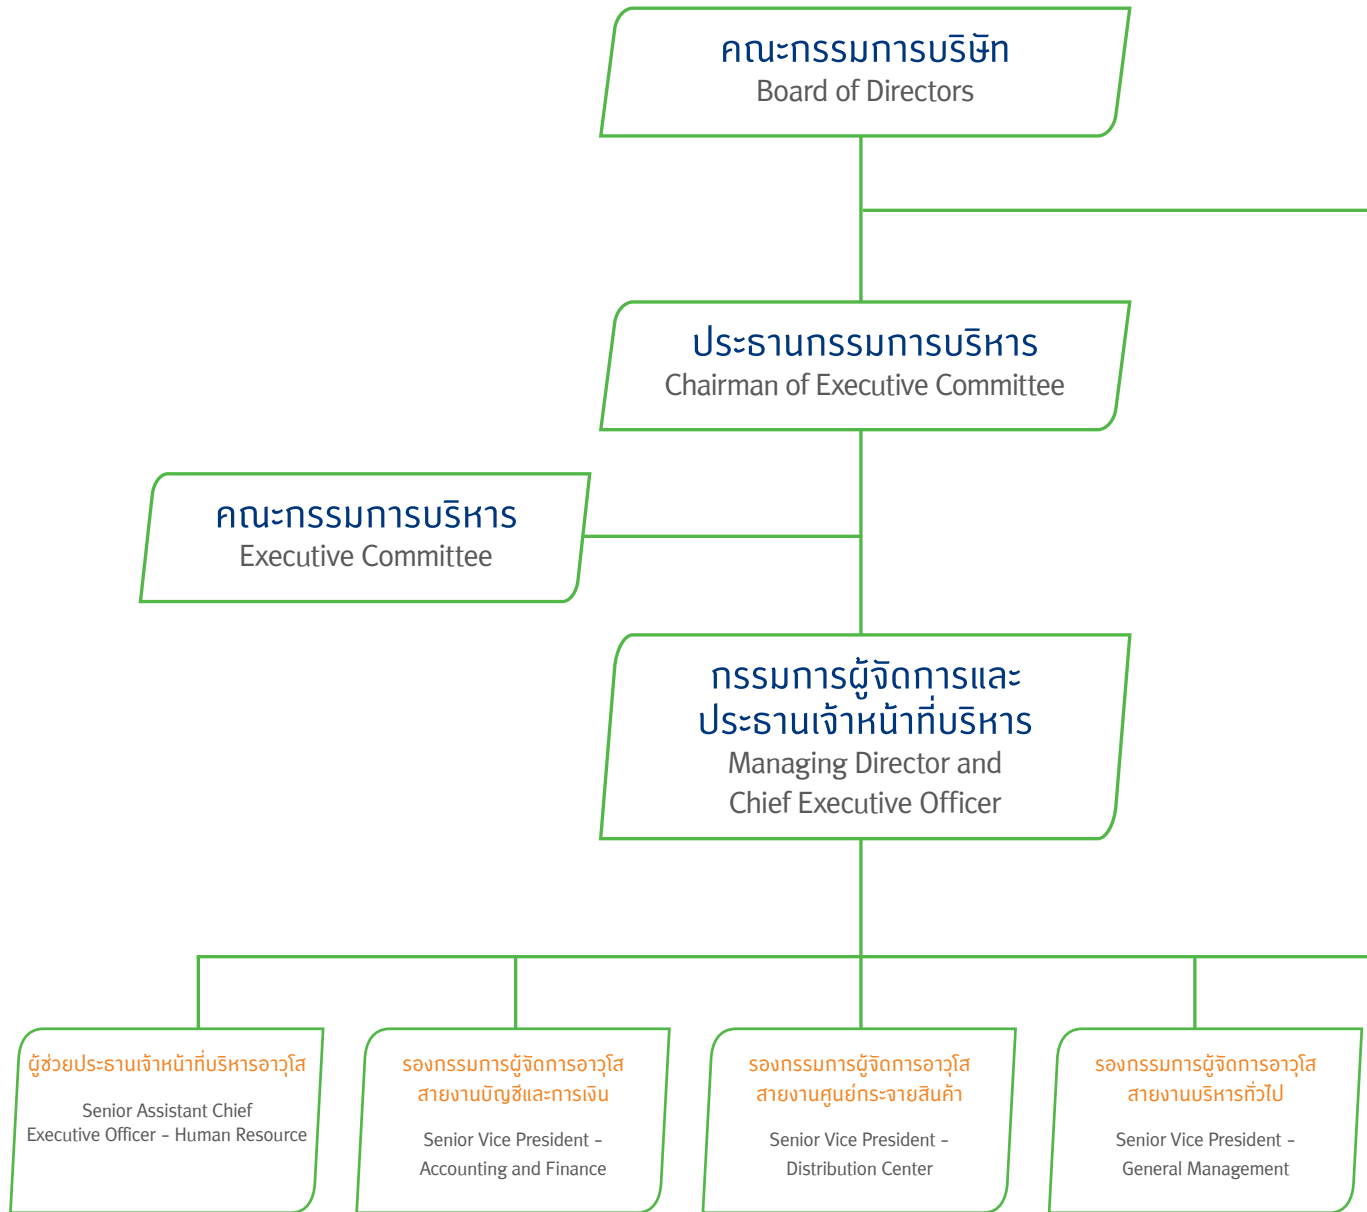 คณะกรรมการบริษัท
Board of Directors
ประธานกรรมการบริหาร
Chairman of Executive Committee
คณะกรรมการบริหาร
Executive Committee
กรรมการผู้จัดการและ
ประธานเจ้าหน้าที่บริหาร
Managing Director and
Chief Executive Officer
ผู้ช่วยประธานเจ้าหน้าที่บริหารอาวุโส
Senior Assistant Chief
Executive Officer – Human Resource
รองกรรมการผู้จัดการอาวุโส
สายงานบัญชีและการเงิน
Senior Vice President –
Accounting and Finance
รองกรรมการผู้จัดการอาวุโส
สายงานศูนย์กระจายสินค้า
Senior Vice President –
Distribution Center
รองกรรมการผู้จัดการอาวุโส
สายงานบริหารทั่วไป
Senior Vice President –
General Management